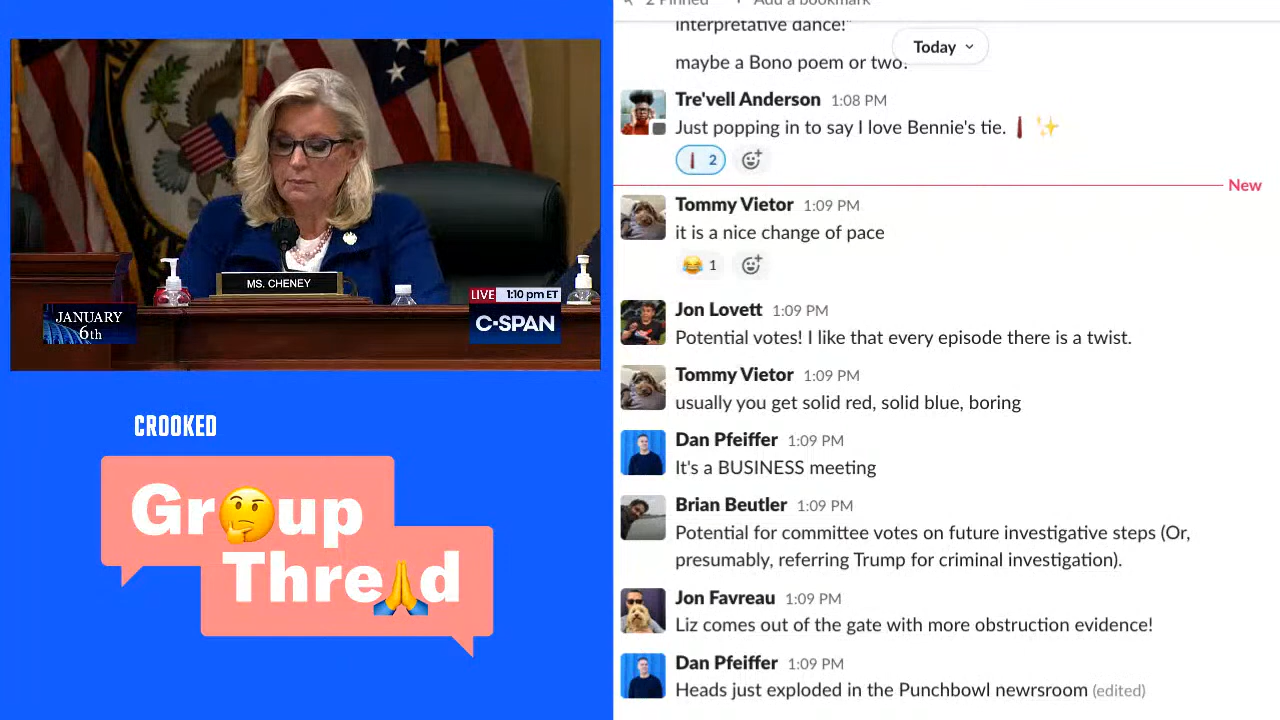 MS. CHENEY
LIVE 1:10 pm ET
JANUARY
6th
C-SPAN
CROOKED
Gr🤔up
Thre🙏d
2 Pinned + Add a bookmark
interpretative dance!"
Today
maybe a Bono poem or two?
Tre'vell Anderson 1:08 PM
Just popping in to say I love Bennie's tie. ✨
2
New
Tommy Vietor 1:09 PM
it is a nice change of pace
😂 1
Jon Lovett 1:09 PM
Potential votes! I like that every episode there is a twist.
Tommy Vietor 1:09 PM
usually you get solid red, solid blue, boring
Dan Pfeiffer 1:09 PM
It's a BUSINESS meeting
Brian Beutler 1:09 PM
Potential for committee votes on future investigative steps (Or,
presumably, referring Trump for criminal investigation).
Jon Favreau 1:09 PM
Liz comes out of the gate with more obstruction evidence!
Dan Pfeiffer 1:09 PM
Heads just exploded in the Punchbowl newrsroom (edited)